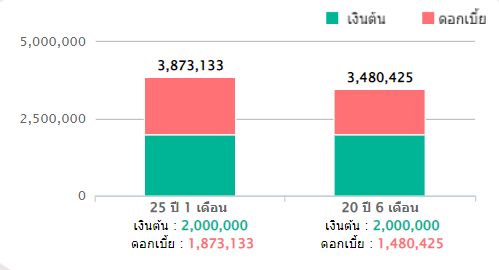 เงินต้น ดอกเบี้ย
5,000,000
3,873,133
3,480,425
2,500,000
0
25 ปี 1 เดือน 20 ปี 6 เดือน
เงินต้น : 2,000,000 เงินต้น : 2,000,000
ดอกเบี้ย : 1,873,133 ดอกเบี้ย : 1,480,425